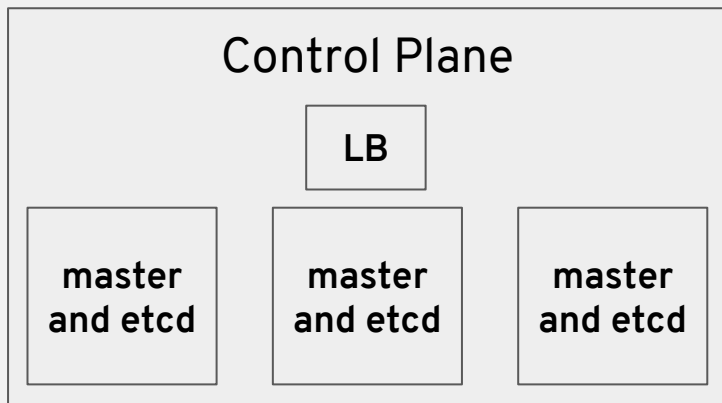 Control Plane
LB
master
and etcd
master
and etcd
master
and etcd